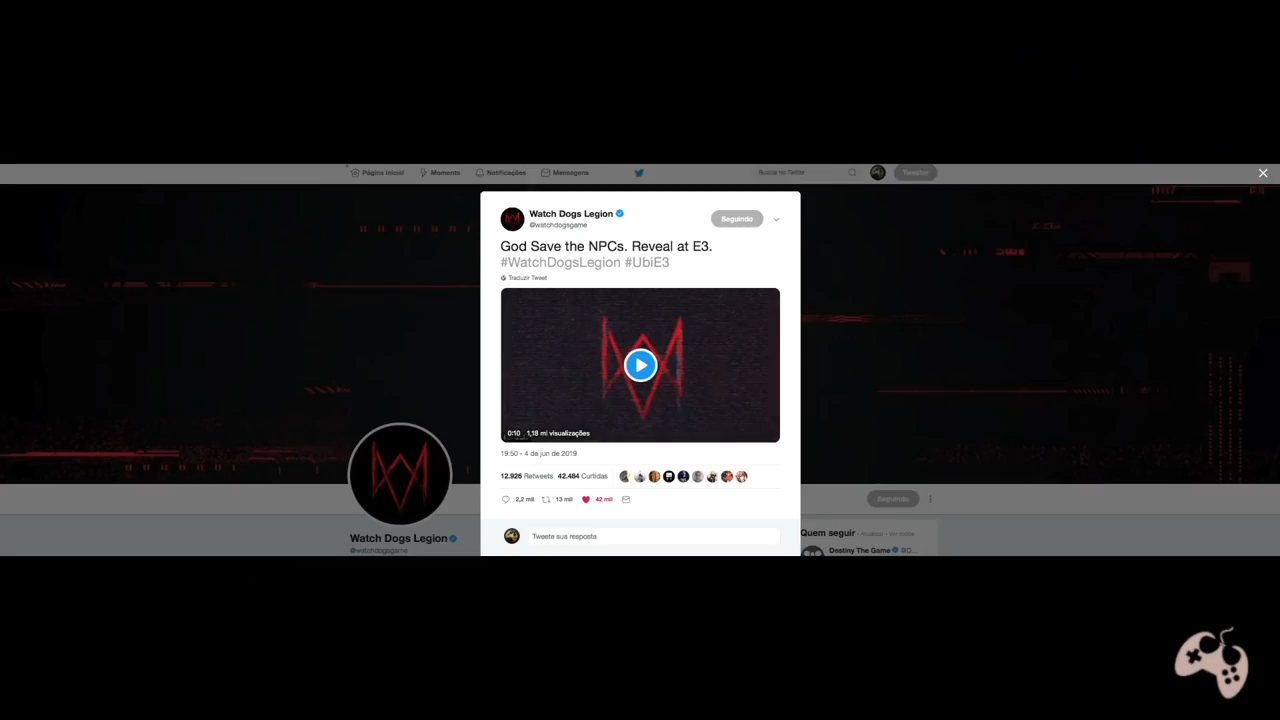 Página Inicial Moments Notificações Mensagens Buscar no Twitter Tweetar
Watch Dogs Legion
@watchdogsgame
Seguindo
God Save the NPCs. Reveal at E3.
#WatchDogsLegion #UbiE3
Traduzir Tweet
0:10 1,18 mi visualizações
19:50 - 4 de jun de 2019
12.926 Retweets 42.484 Curtidas
2,2 mil 13 mil 42 mil
Seguindo
Tweete sua resposta
Watch Dogs Legion
@watchdogsgame
Quem seguir · Atualizar · Ver todos
Destiny The Game @D...